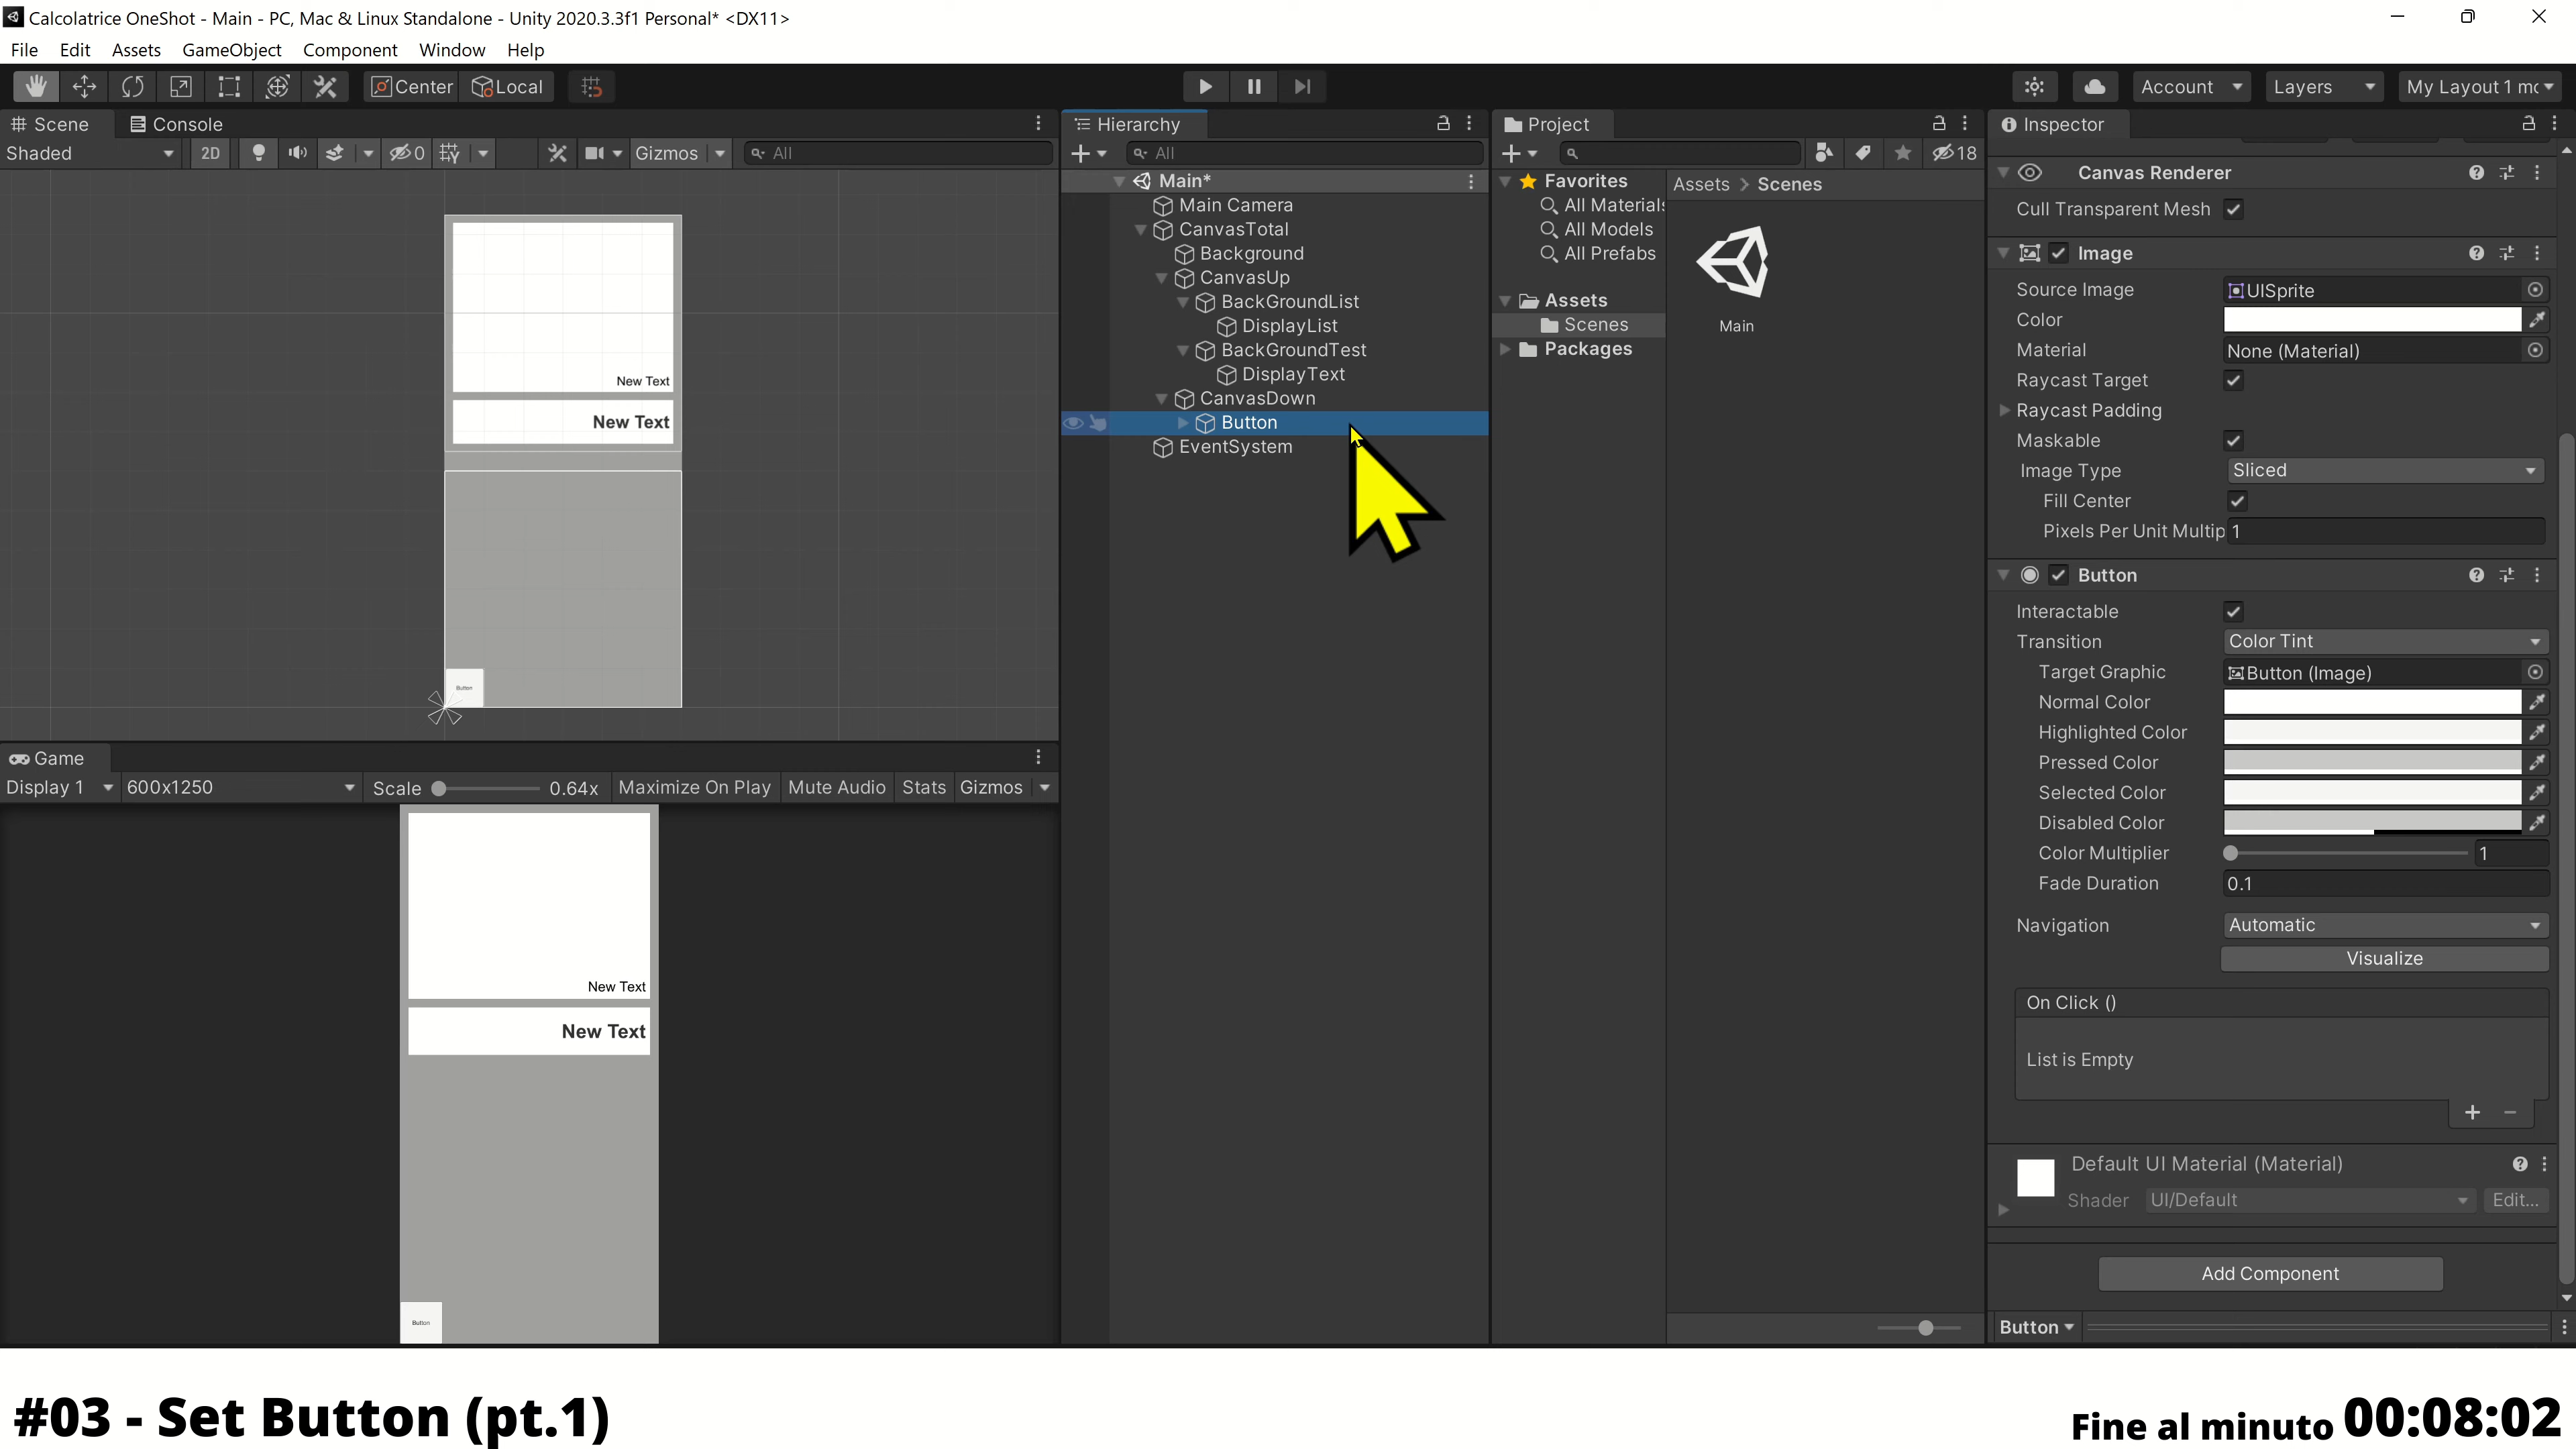 Calcolatrice OneShot - Main - PC, Mac & Linux Standalone - Unity 2020.3.3f1 Personal* <DX11>
File Edit Assets GameObject Component Window Help
Center Local Account Layers
Scene Console
Shaded 2D 0 Gizmos All
New Text
New Text
Button
Game
Display 1 600x1250 Scale 0.64x Maximize On Play Mute Audio Stats Gizmos
New Text
New Text
Button
Hierarchy
All
Main*
Main Camera
CanvasTotal
Background
CanvasUp
BackGroundList
DisplayList
BackGroundTest
DisplayText
CanvasDown
Button
EventSystem
Project
18
Favorites
All Materials
All Models
All Prefabs
Assets
Scenes
Packages
Assets > Scenes
Main
My Layout 1
Inspector
Canvas Renderer
Cull Transparent Mesh
Image
Source Image UISprite
Color
Material None (Material)
Raycast Target
Raycast Padding
Maskable
Image Type Sliced
Fill Center
Pixels Per Unit Multip 1
Button
Interactable
Transition Color Tint
Target Graphic Button (Image)
Normal Color
Highlighted Color
Pressed Color
Selected Color
Disabled Color
Color Multiplier 1
Fade Duration 0.1
Navigation Automatic
Visualize
On Click ()
List is Empty
+ -
Default UI Material (Material)
Shader UI/Default Edit...
Add Component
Button
#03 - Set Button (pt.1)
Fine al minuto 00:08:02